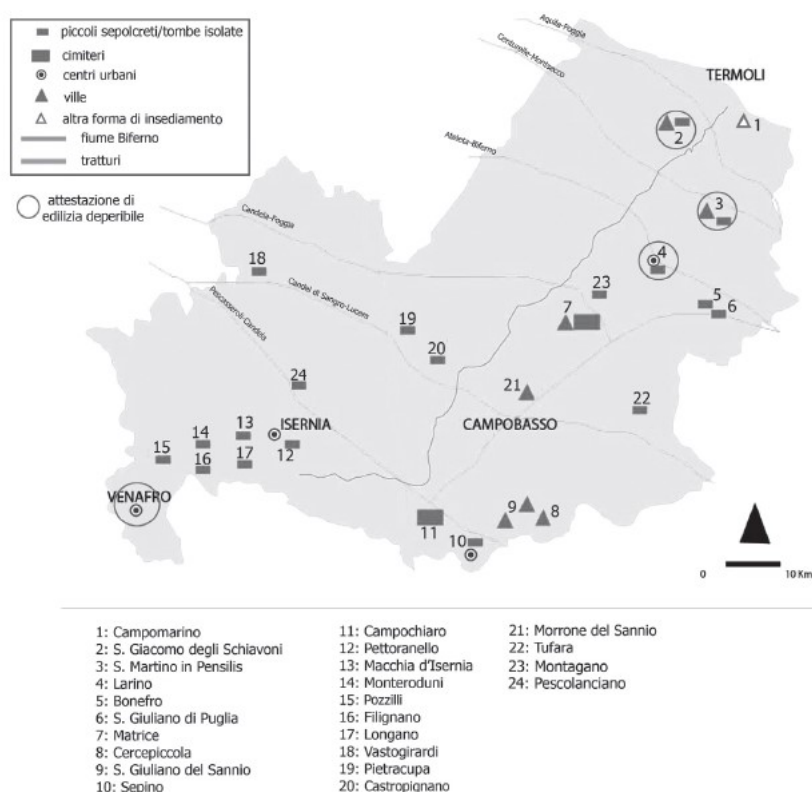 piccoli sepolcreti/tombe isolate
cimiteri
centri urbani
ville
altra forma di insediamento
fiume Biferno
tratturi
attestazione di
edilizia deperibile
Aquila-Foggia
Centurelle-Montsecco
Ateleta-Biferno
TERMOLI
1
2
3
4
Candela-Foggia
18
Castel di Sangro-Lucera
Pescasseroli-Candela
23
5
6
7
19
20
24
21
22
ISERNIA
CAMPOBASSO
13
14
15
12
16
17
VENAFRO
9
8
11
10
0
10 Km
1: Campomarino
2: S. Giacomo degli Schiavoni
3: S. Martino in Pensilis
4: Larino
5: Bonefro
6: S. Giuliano di Puglia
7: Matrice
8: Cercepiccola
9: S. Giuliano del Sannio
10: Sepino
11: Campochiaro
12: Pettoranello
13: Macchia d'Isernia
14: Monteroduni
15: Pozzilli
16: Filignano
17: Longano
18: Vastogirardi
19: Pietracupa
20: Castropignano
21: Morrone del Sannio
22: Tufara
23: Montagano
24: Pescolanciano